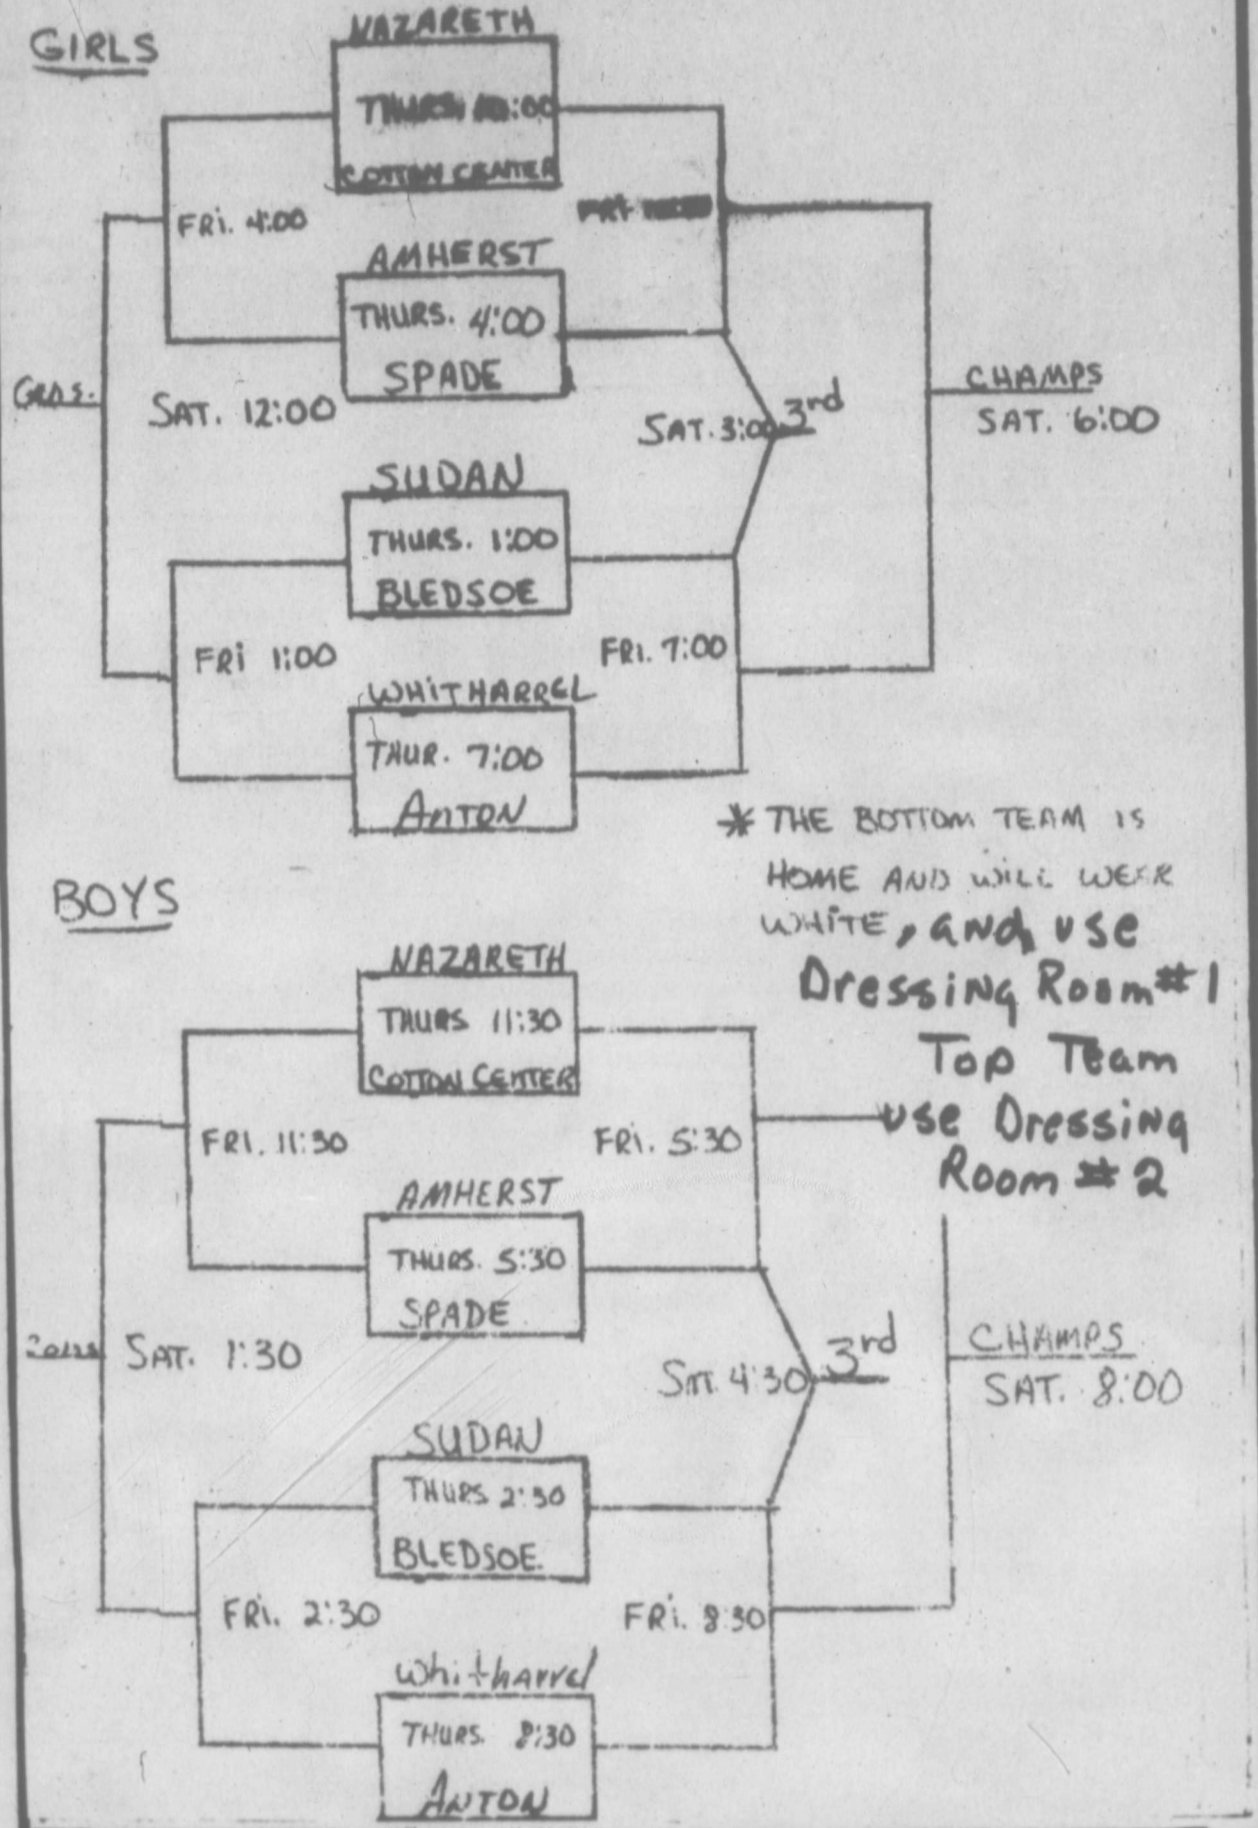 GIRLS
NAZARETH
THURS. 10:00
COTTON CENTER
FRi. 4:00
AMHERST
THURS. 4:00
SPADE
CHAMPS
SAT. 12:00
SAT. 3:00 3rd
SAT. 6:00
SUDAN
THURS. 1:00
BLEDSOE
FRi 1:00
FRi. 7:00
WHiTHARREL
THUR. 7:00
ANTON
* THE BOTTOM TEAM IS
HOME AND WILL WEAR
WHiTE, and use
Dressing Room #1
Top Team
use Dressing
Room #2
BOYS
NAZARETH
THURS 11:30
COTTON CENTER
FRi. 11:30
FRi. 5:30
AMHERST
THURS. 5:30
SPADE
CHAMPS
SAT. 1:30
SAT. 4:30 3rd
SAT. 8:00
SUDAN
THURS 2:30
BLEDSOE
FRi. 2:30
FRi. 8:30
Whitharrel
THURS. 8:30
ANTON